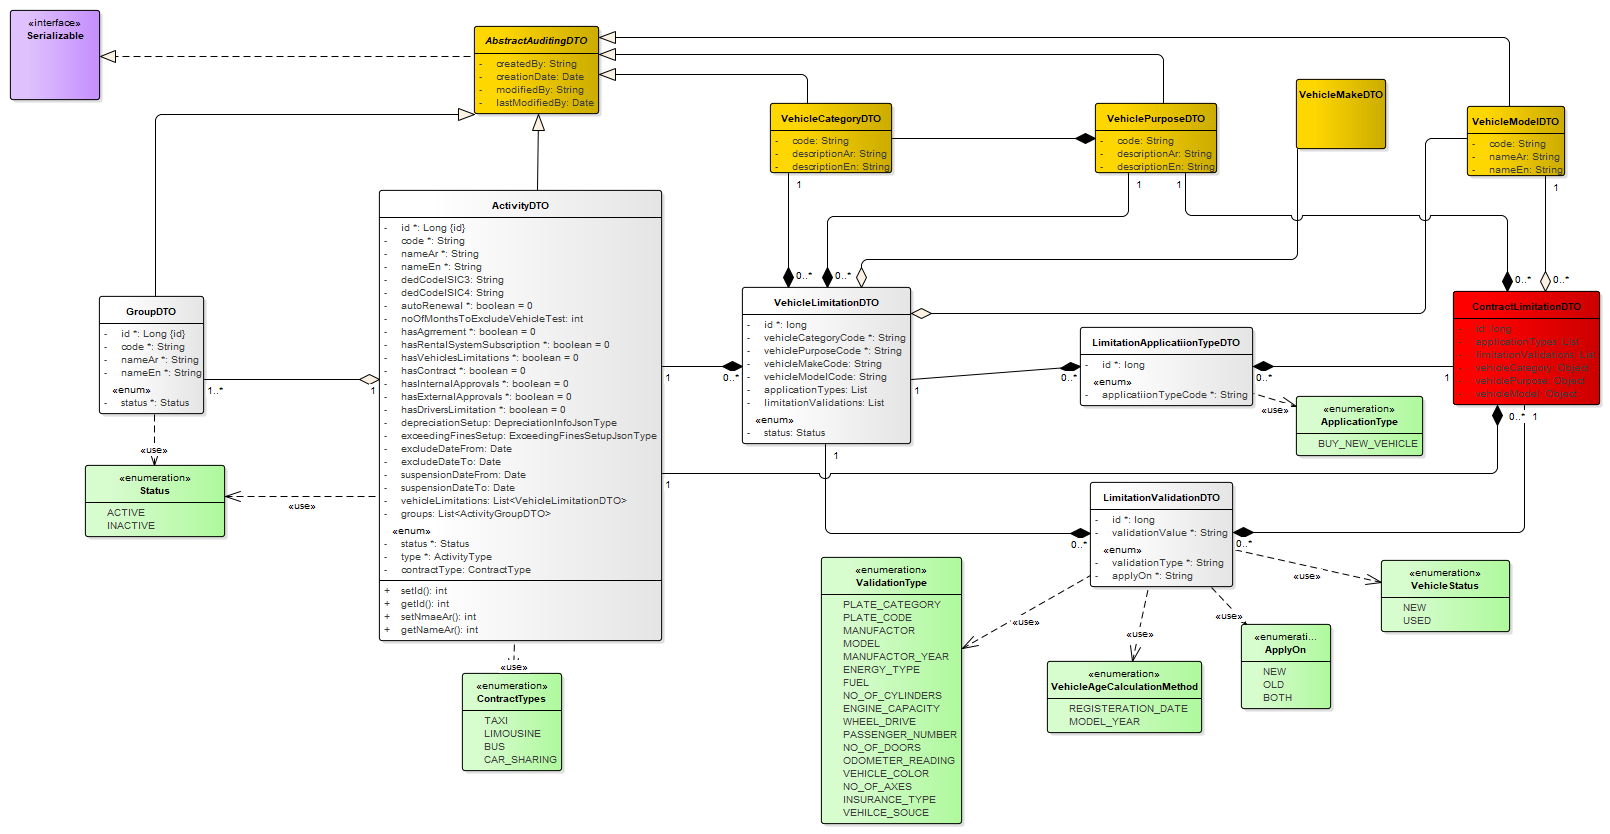 «interface»
Serializable
AbstractAuditingDTO
- createdBy: String
- creationDate: Date
- modifiedBy: String
- lastModifiedBy: Date
VehicleCategoryDTO
- code: String
- descriptionAr: String
- descriptionEn: String
1
VehiclePurposeDTO
- code: String
- descriptionAr: String
- descriptionEn: String
1
1
VehicleMakeDTO
VehicleModelDTO
- code: String
- nameAr: String
- nameEn: String
1
ActivityDTO
- id *: Long {id}
- code *: String
- nameAr *: String
- nameEn *: String
- dedCodeISIC3: String
- dedCodeISIC4: String
- autoRenewal *: boolean = 0
- noOfMonthsToExcludeVehicleTest: int
- hasAgrrement *: boolean = 0
- hasRentalSystemSubscription *: boolean = 0
- hasVehiclesLimitations *: boolean = 0
- hasContract *: boolean = 0
- hasInternalApprovals *: boolean = 0
- hasExternalApprovals *: boolean = 0
- hasDriversLimitation *: boolean = 0
- depreciationSetup: DepreciationInfoJsonType
- exceedingFinesSetup: ExceedingFinesSetupJsonType
- excludeDateFrom: Date
- excludeDateTo: Date
- suspensionDateFrom: Date
- suspensionDateTo: Date
- vehicleLimitations: List<VehicleLimitationDTO>
- groups: List<ActivityGroupDTO>
«enum»
- status *: Status
- type *: ActivityType
- contractType: ContractType
+ setId(): int
+ getId(): int
+ setNmaeAr(): int
+ getNameAr(): int
GroupDTO
- id *: Long {id}
- code *: String
- nameAr *: String
- nameEn *: String
«enum»
- status *: Status
1..*
1
«use»
«enumeration»
Status
ACTIVE
INACTIVE
«use»
«use»
«enumeration»
ContractTypes
TAXI
LIMOUSINE
BUS
CAR_SHARING
0..*
0..*
VehicleLimitationDTO
- id *: long
- vehicleCategoryCode *: String
- vehiclePurposeCode *: String
- vehicleMakeCode: String
- vehicleModelCode: String
- applicationTypes: List
- limitationValidations: List
«enum»
- status: Status
1
0..*
1
1
1
LimitationApplicatiionTypeDTO
- id *: long
«enum»
- applicatiionTypeCode *: String
0..*
0..*
1
«use»
«enumeration»
ApplicationType
BUY_NEW_VEHICLE
0..*
0..*
ContractLimitationDTO
- id: long
- applicationTypes: List
- limitationValidations: List
- vehicleCategory: Object
- vehiclePurpose: Object
- vehicleModel: Object
0..*
1
LimitationValidationDTO
- id *: long
- validationValue *: String
«enum»
- validationType *: String
- applyOn *: String
0..*
0..*
«use»
«use»
«use»
«use»
«enumeration»
ValidationType
PLATE_CATEGORY
PLATE_CODE
MANUFACTOR
MODEL
MANUFACTOR_YEAR
ENERGY_TYPE
FUEL
NO_OF_CYLINDERS
ENGINE_CAPACITY
WHEEL_DRIVE
PASSENGER_NUMBER
NO_OF_DOORS
ODOMETER_READING
VEHICLE_COLOR
NO_OF_AXES
INSURANCE_TYPE
VEHILCE_SOUCE
«enumeration»
VehicleAgeCalculationMethod
REGISTERATION_DATE
MODEL_YEAR
«enumerati...
ApplyOn
NEW
OLD
BOTH
«enumeration»
VehicleStatus
NEW
USED